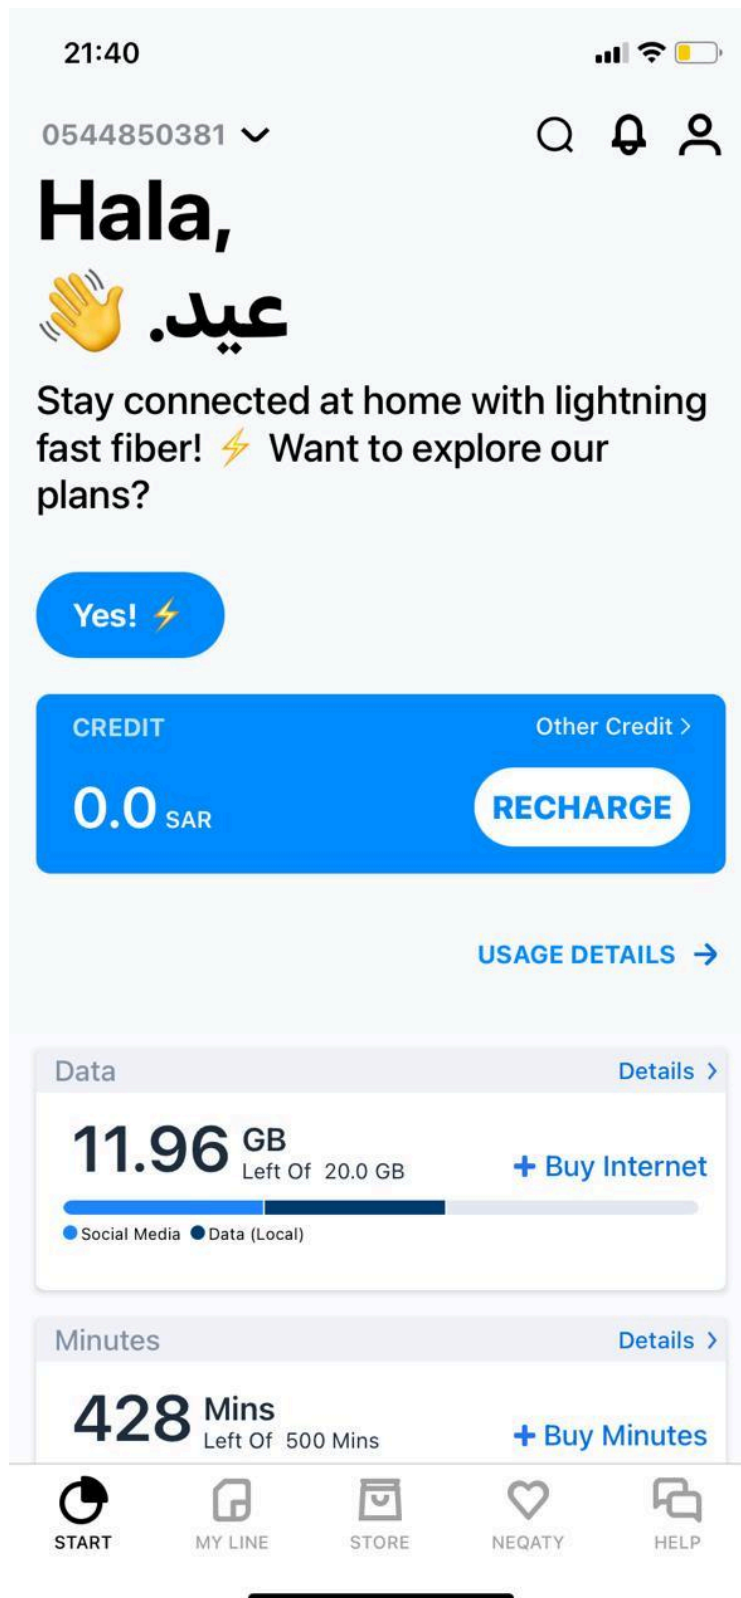 21:40
0544850381
Hala,
عيد. 👋
Stay connected at home with lightning
fast fiber! ⚡ Want to explore our
plans?
Yes! ⚡
CREDIT
Other Credit >
0.0 SAR
RECHARGE
USAGE DETAILS →
Data
Details >
11.96 GB
Left Of 20.0 GB
+ Buy Internet
Social Media Data (Local)
Minutes
Details >
428 Mins
Left Of 500 Mins
+ Buy Minutes
START MY LINE STORE NEQATY HELP